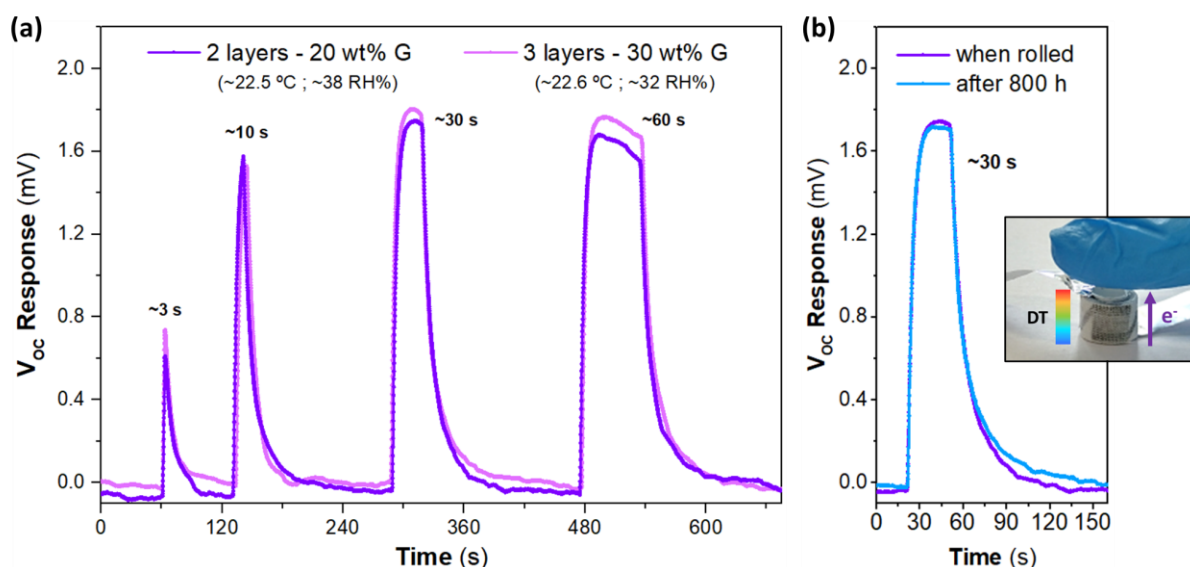 (a)
2 layers - 20 wt% G
(~22.5 ºC ; ~38 RH%)
3 layers - 30 wt% G
(~22.6 ºC ; ~32 RH%)
~3 s
~10 s
~30 s
~60 s
2.0
1.6
1.2
0.8
0.4
0.0
VOC Response (mV)
0
120
240
360
480
600
Time (s)
(b)
when rolled
after 800 h
~30 s
DT
e-
2.0
1.6
1.2
0.8
0.4
0.0
VOC Response (mV)
0
30
60
90
120
150
Time (s)